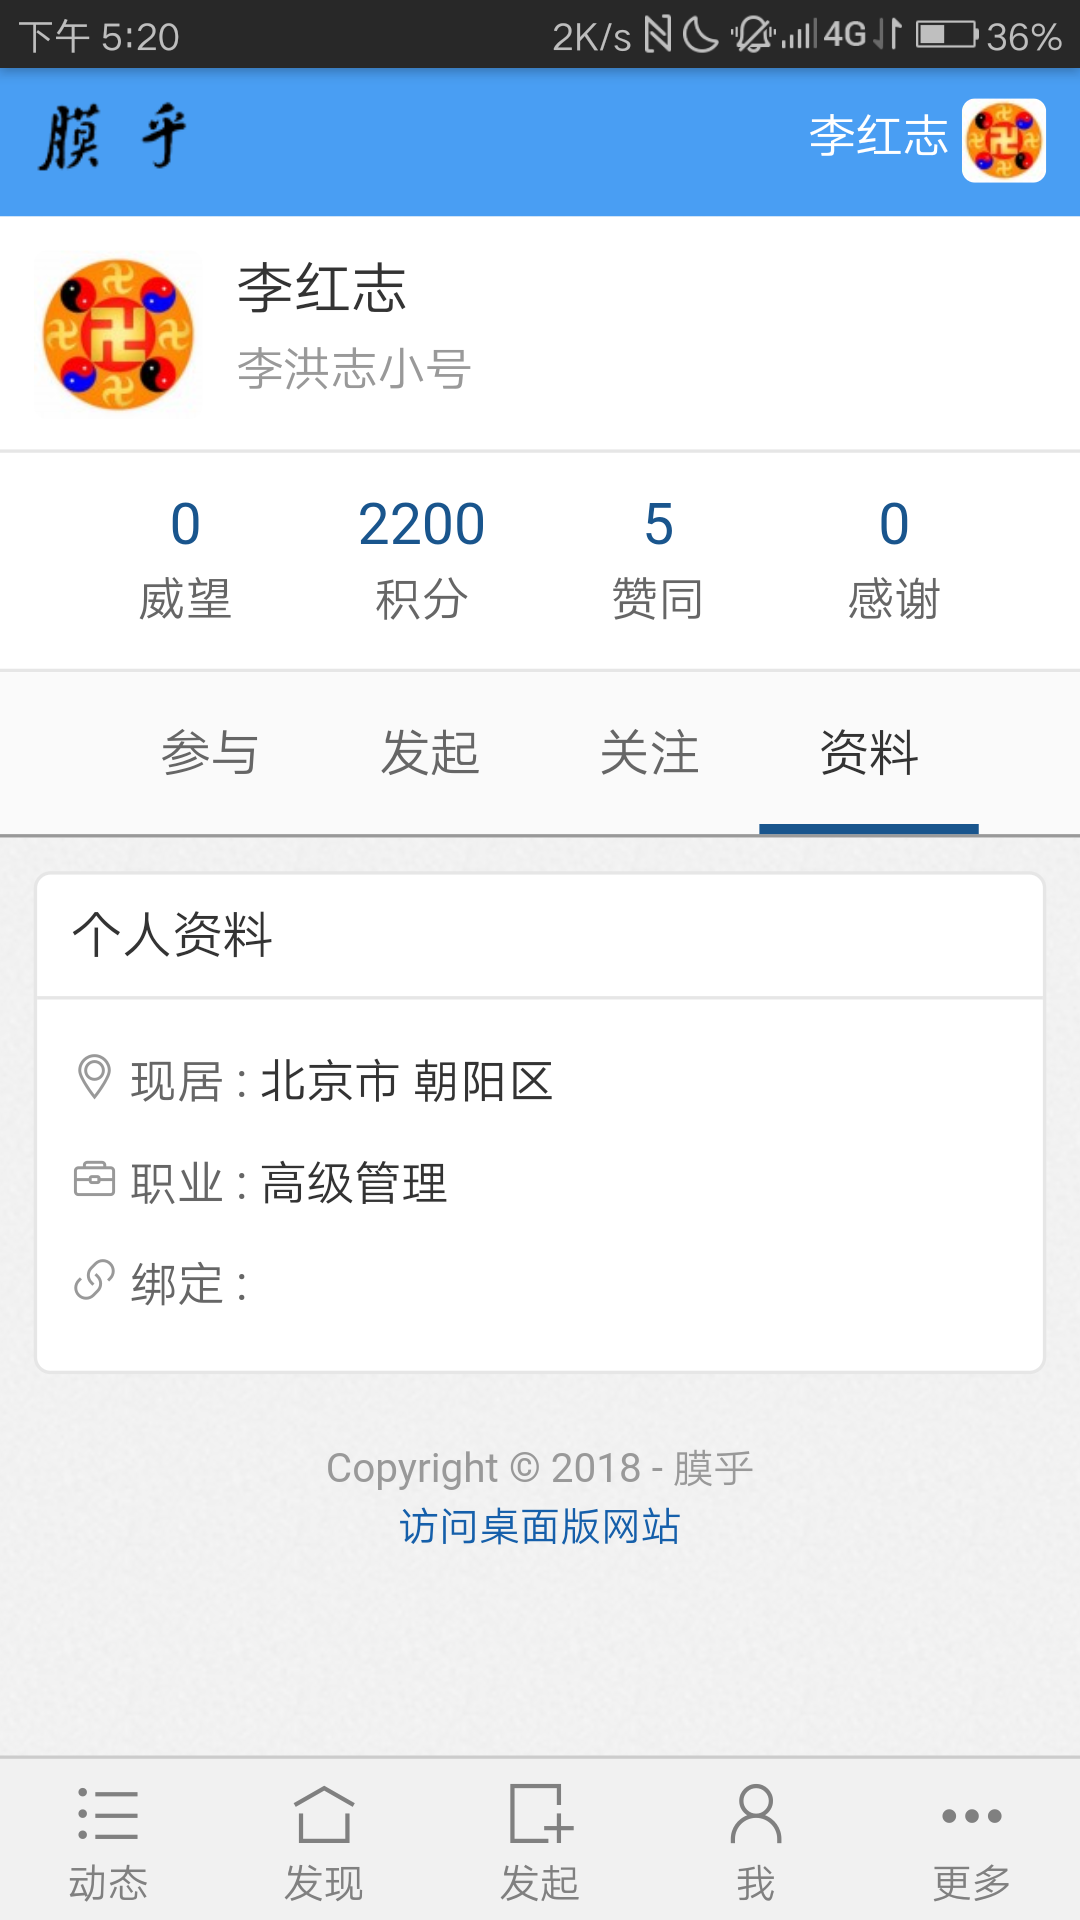 下午 5:20 2K/s 4G 36%
膜 乎 李红志
李红志
李洪志小号
0 2200 5 0
威望 积分 赞同 感谢
参与 发起 关注 资料
个人资料
现居 : 北京市 朝阳区
职业 : 高级管理
绑定 :
Copyright © 2018 - 膜乎
访问桌面版网站
动态 发现 发起 我 更多